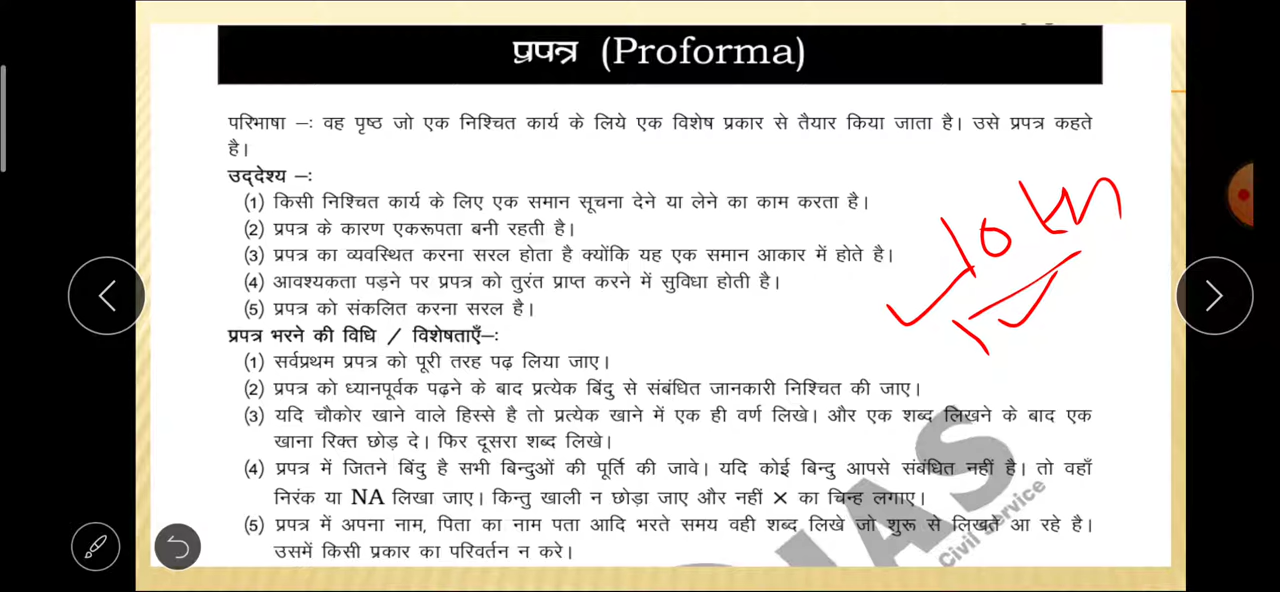 प्रपत्र (Proforma)
परिभाषा –: वह पृष्ठ जो एक निश्चित कार्य के लिये एक विशेष प्रकार से तैयार किया जाता है। उसे प्रपत्र कहते
है।
उद्देश्य –:
(1) किसी निश्चित कार्य के लिए एक समान सूचना देने या लेने का काम करता है।
(2) प्रपत्र के कारण एकरूपता बनी रहती है।
(3) प्रपत्र का व्यवस्थित करना सरल होता है क्योंकि यह एक समान आकार में होते है।
(4) आवश्यकता पड़ने पर प्रपत्र को तुरंत प्राप्त करने में सुविधा होती है।
(5) प्रपत्र को संकलित करना सरल है।
प्रपत्र भरने की विधि / विशेषताएँ–:
(1) सर्वप्रथम प्रपत्र को पूरी तरह पढ़ लिया जाए।
(2) प्रपत्र को ध्यानपूर्वक पढ़ने के बाद प्रत्येक बिंदु से संबंधित जानकारी निश्चित की जाए।
(3) यदि चौकोर खाने वाले हिस्से है तो प्रत्येक खाने में एक ही वर्ण लिखे। और एक शब्द लिखने के बाद एक
खाना रिक्त छोड़ दे। फिर दूसरा शब्द लिखे।
(4) प्रपत्र में जितने बिंदु है सभी बिन्दुओं की पूर्ति की जावे। यदि कोई बिन्दु आपसे संबंधित नहीं है। तो वहाँ
निरंक या NA लिखा जाए। किन्तु खाली न छोड़ा जाए और नहीं × का चिन्ह लगाए।
(5) प्रपत्र में अपना नाम, पिता का नाम पता आदि भरते समय वही शब्द लिखे जो शुरू से लिखते आ रहे है।
उसमें किसी प्रकार का परिवर्तन न करे।
IAS
Civil Service